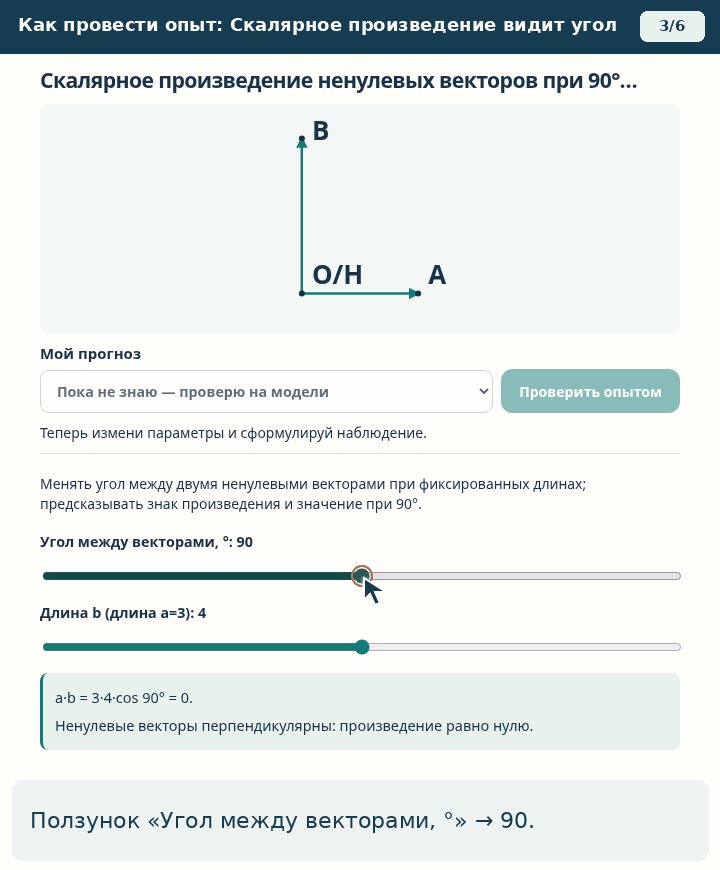 Как провести опыт: Скалярное произведение видит угол
3/6
Скалярное произведение ненулевых векторов при 90°…
B
O/H
A
Мой прогноз
Пока не знаю — проверю на модели
Проверить опытом
Теперь измени параметры и сформулируй наблюдение.
Менять угол между двумя ненулевыми векторами при фиксированных длинах;
предсказывать знак произведения и значение при 90°.
Угол между векторами, °: 90
Длина b (длина a=3): 4
a·b = 3·4·cos 90° = 0.
Ненулевые векторы перпендикулярны: произведение равно нулю.
Ползунок «Угол между векторами, °» → 90.